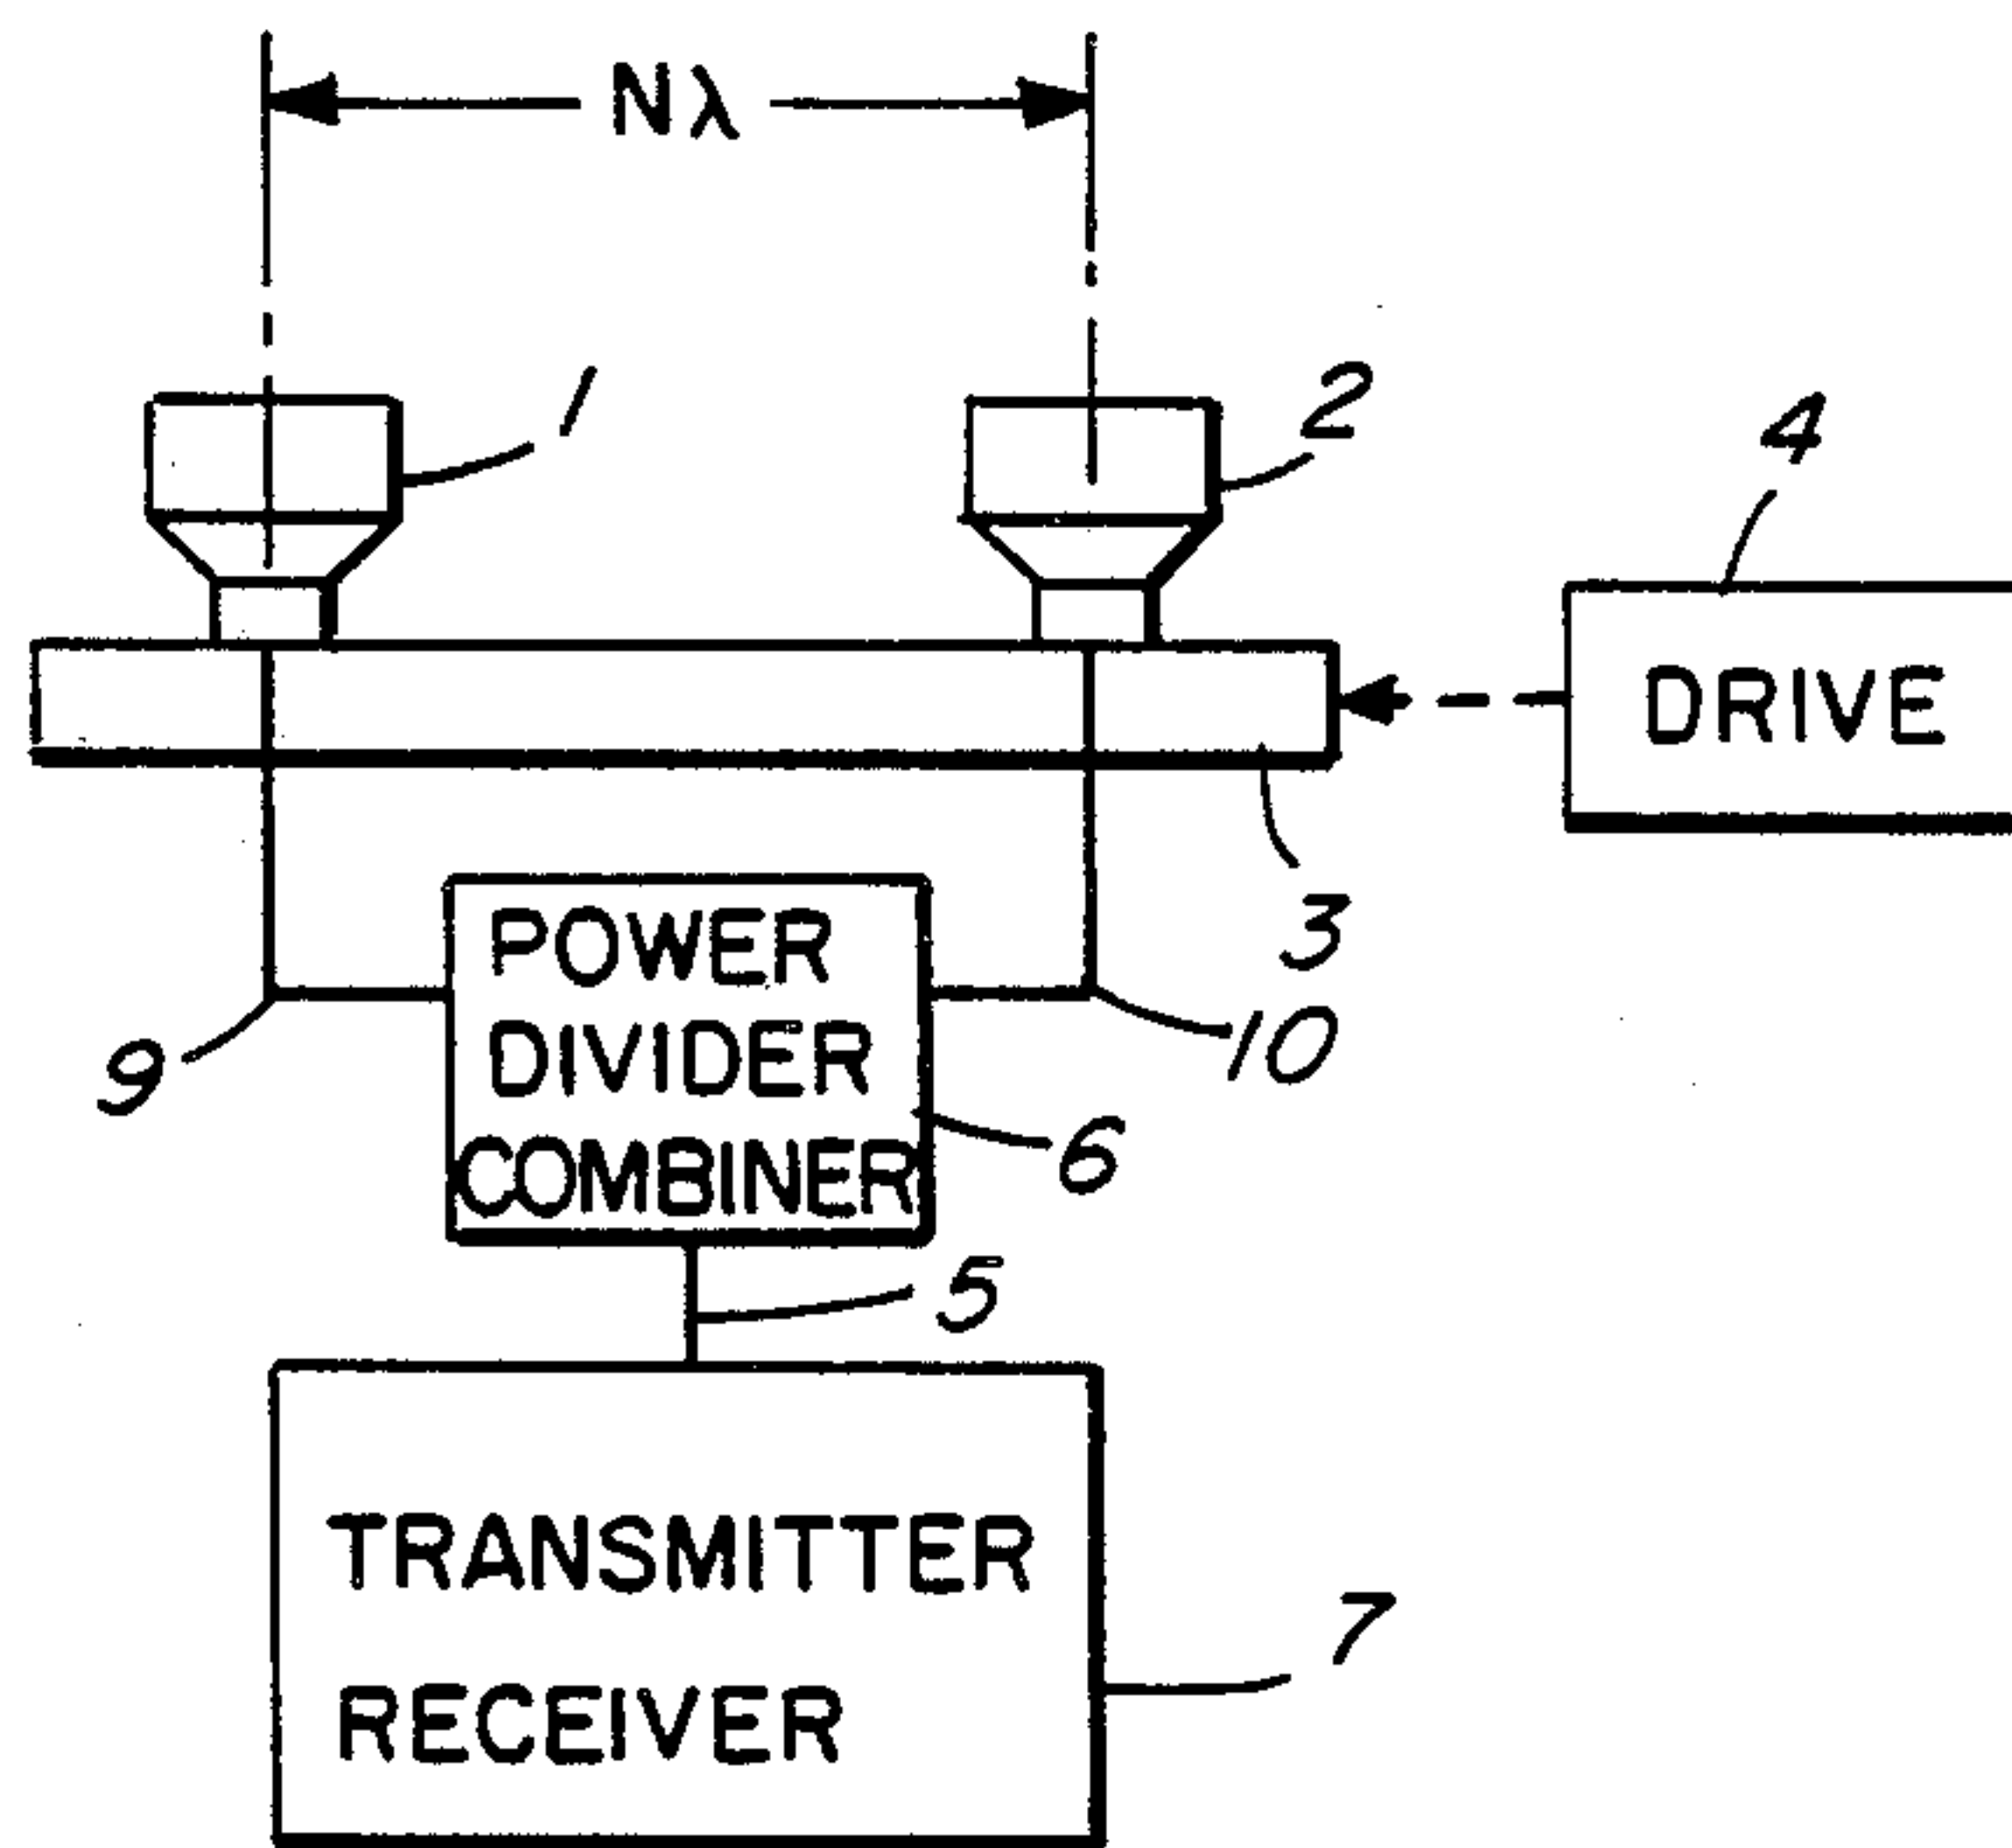 Nλ
1
2
4
DRIVE
3
POWER
DIVIDER
COMBINER
9
10
6
5
TRANSMITTER
RECEIVER
7